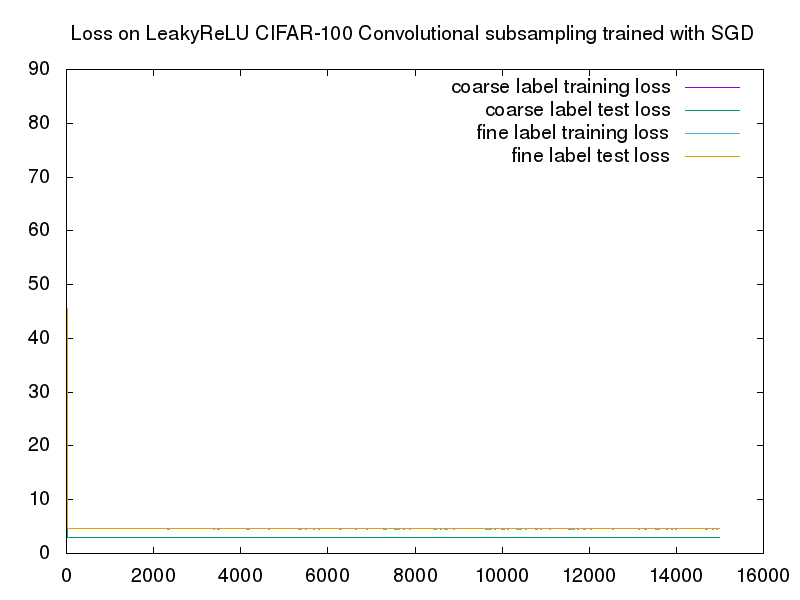 Loss on LeakyReLU CIFAR-100 Convolutional subsampling trained with SGD
90
80
70
60
50
40
30
20
10
0
coarse label training loss
coarse label test loss
fine label training loss
fine label test loss
0 2000 4000 6000 8000 10000 12000 14000 16000